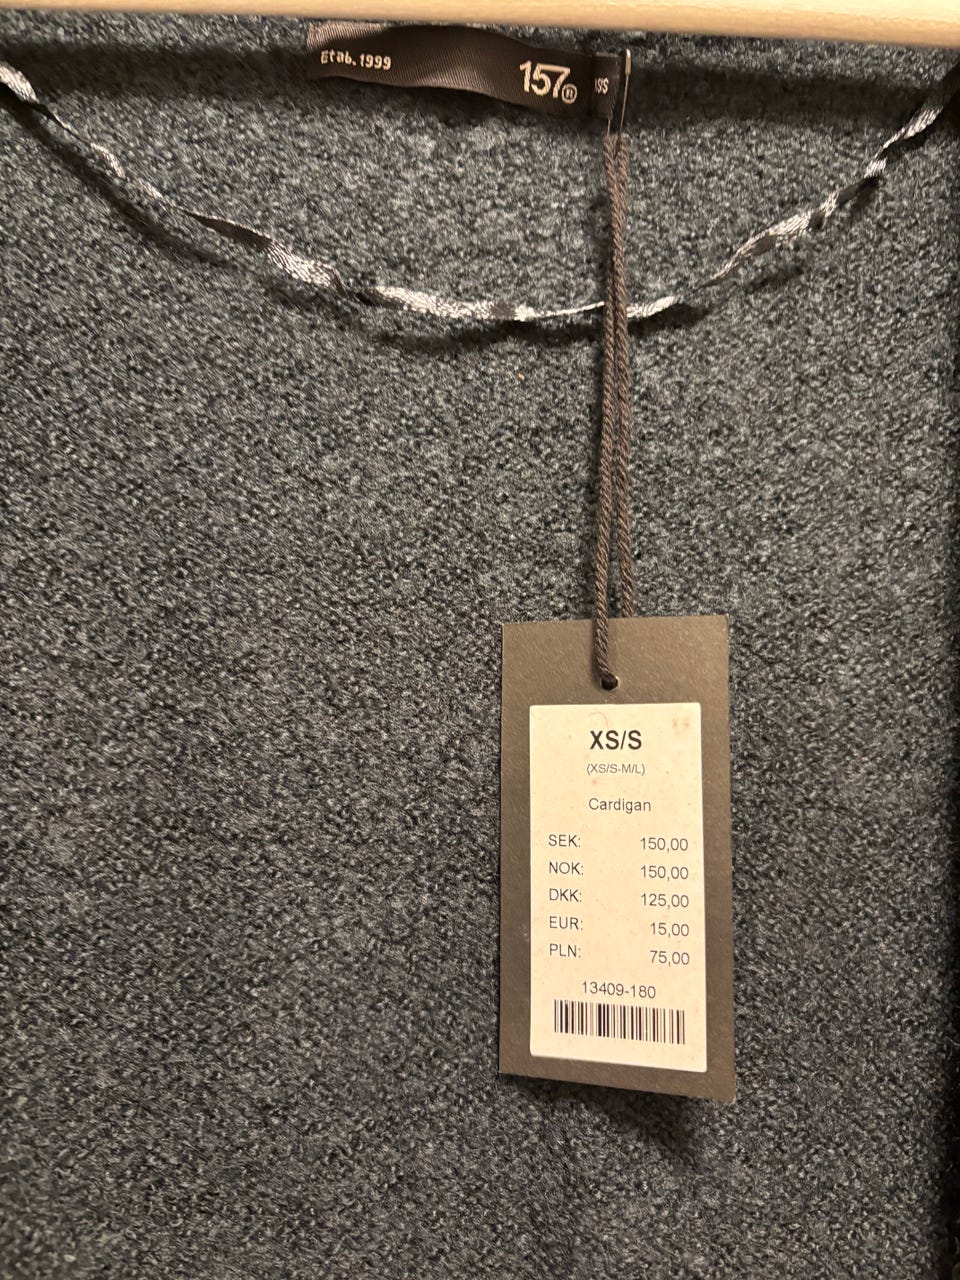 Etab. 1999
157
XS/S
XS/S
(XS/S-M/L)
Cardigan
SEK: 150,00
NOK: 150,00
DKK: 125,00
EUR: 15,00
PLN: 75,00
13409-180